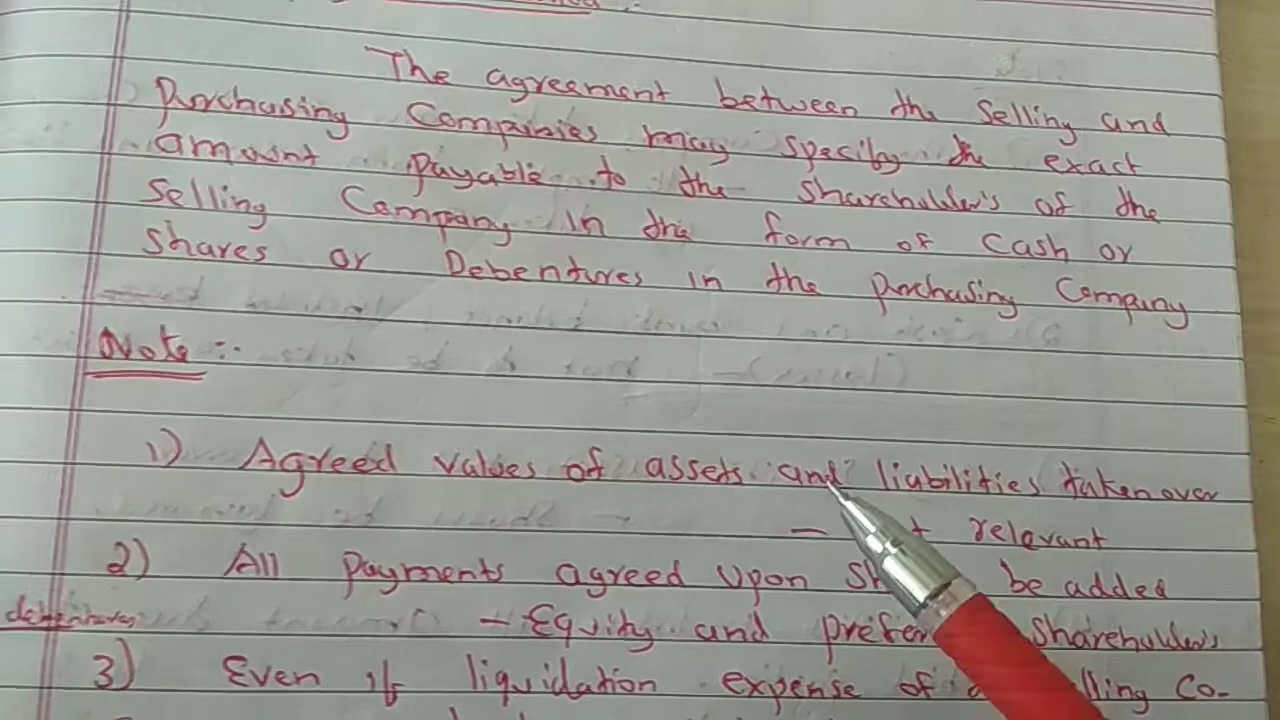 The agreement between the Selling and
Purchasing Companies may specify the exact
amount payable to the shareholder's of the
Selling Company in the form of cash or
shares or Debentures in the purchasing Company
Note :-
1) Agreed values of assets and liabilities taken over
- relevant
2) All payments agreed upon be added
debentures - Equity and shareholder's
3) Even if liquidation expense of Co-